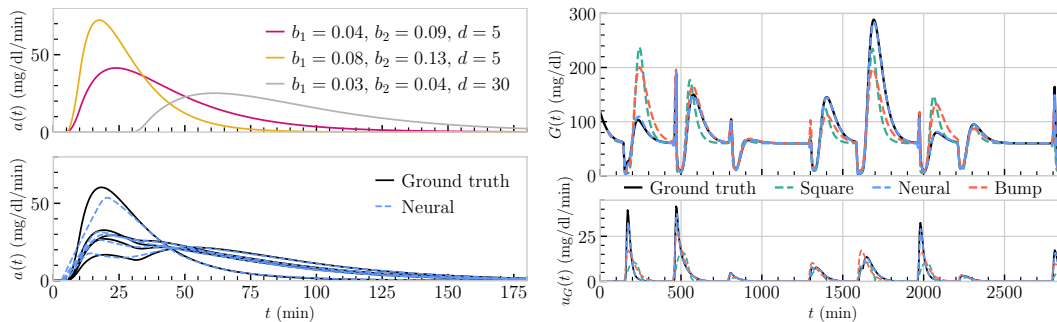 a(t) (mg/dl/min)
50
0
b₁ = 0.04, b₂ = 0.09, d = 5
b₁ = 0.08, b₂ = 0.13, d = 5
b₁ = 0.03, b₂ = 0.04, d = 30
a(t) (mg/dl/min)
50
0
Ground truth
Neural
0 25 50 75 100 125 150 175
t (min)
G(t) (mg/dl)
300
200
100
0
Ground truth Square Neural Bump
u_G(t) (mg/dl/min)
25
0
0 500 1000 1500 2000 2500
t (min)